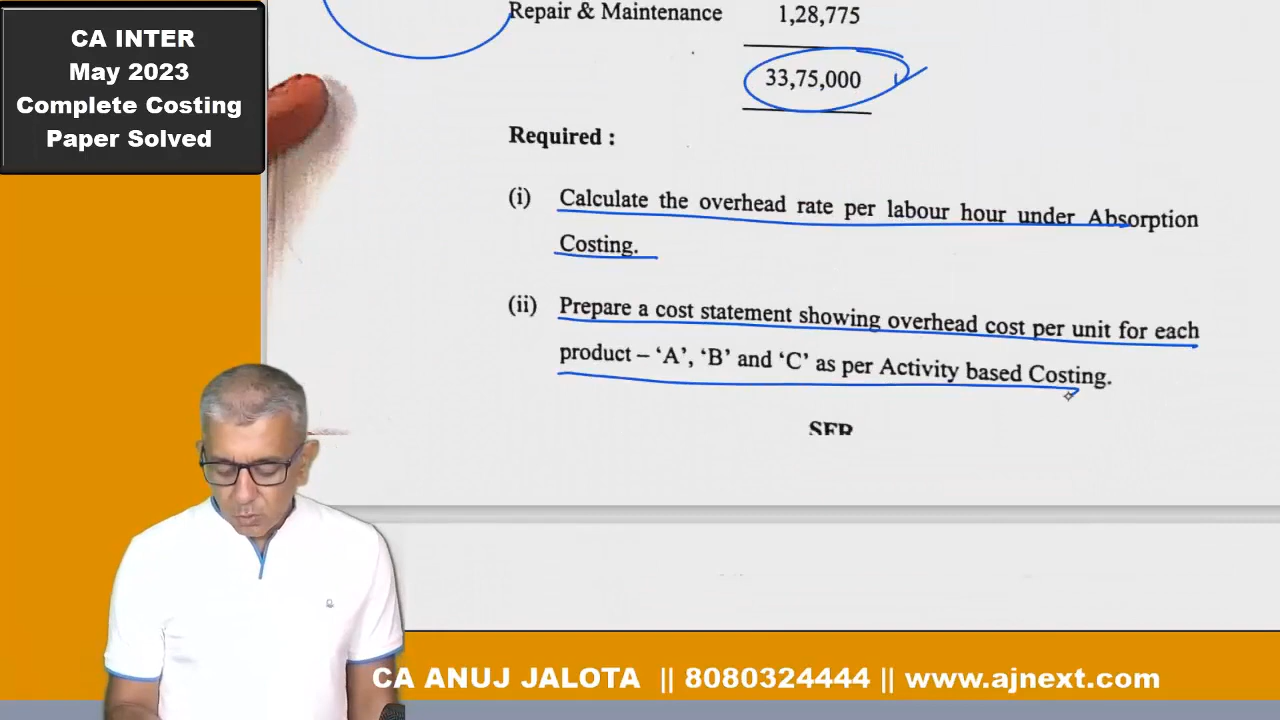 CA INTER
May 2023
Complete Costing
Paper Solved
Repair & Maintenance 1,28,775
33,75,000
Required :
(i) Calculate the overhead rate per labour hour under Absorption
Costing.
(ii) Prepare a cost statement showing overhead cost per unit for each
product – ‘A’, ‘B’ and ‘C’ as per Activity based Costing.
CA ANUJ JALOTA || 8080324444 || www.ajnext.com